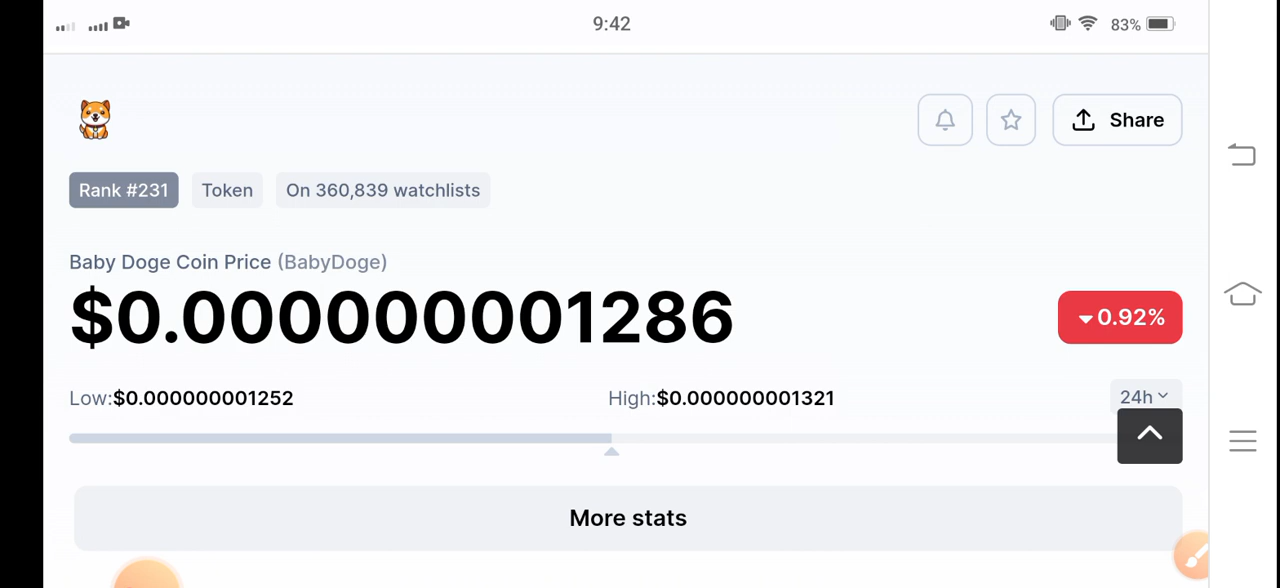 9:42
83%
Share
Rank #231 Token On 360,839 watchlists
Baby Doge Coin Price (BabyDoge)
$0.000000001286
0.92%
Low:$0.000000001252 High:$0.000000001321 24h
More stats